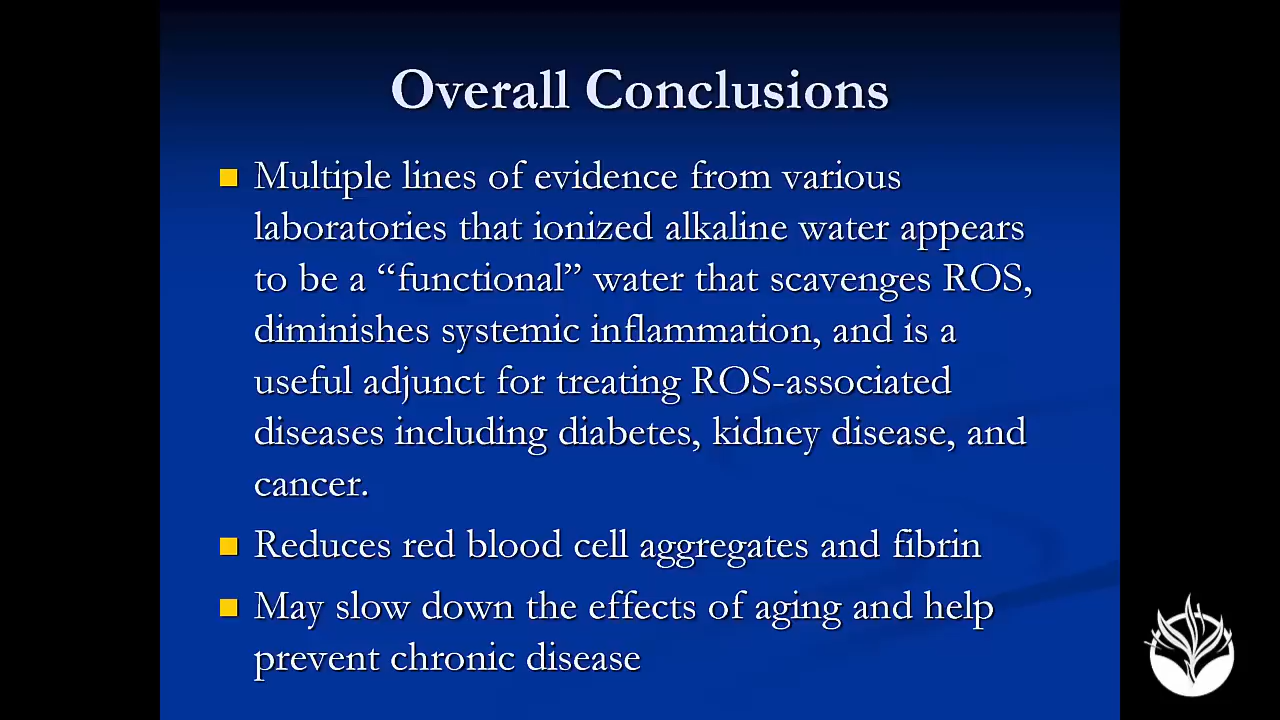 Overall Conclusions
Multiple lines of evidence from various
laboratories that ionized alkaline water appears
to be a “functional” water that scavenges ROS,
diminishes systemic inflammation, and is a
useful adjunct for treating ROS-associated
diseases including diabetes, kidney disease, and
cancer.
Reduces red blood cell aggregates and fibrin
May slow down the effects of aging and help
prevent chronic disease